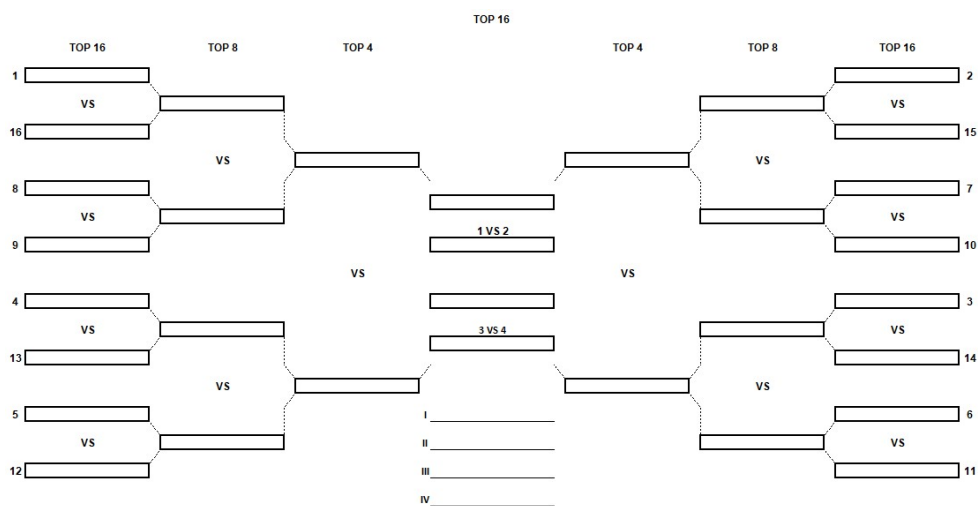 TOP 16
TOP 16 TOP 8 TOP 4 TOP 4 TOP 8 TOP 16
1 2
VS VS
16 15
VS VS
8 7
VS VS
9 10
1 VS 2
VS VS
4 3
VS VS
3 VS 4
13 14
VS VS
5 6
I
VS VS
II
12 11
III
IV